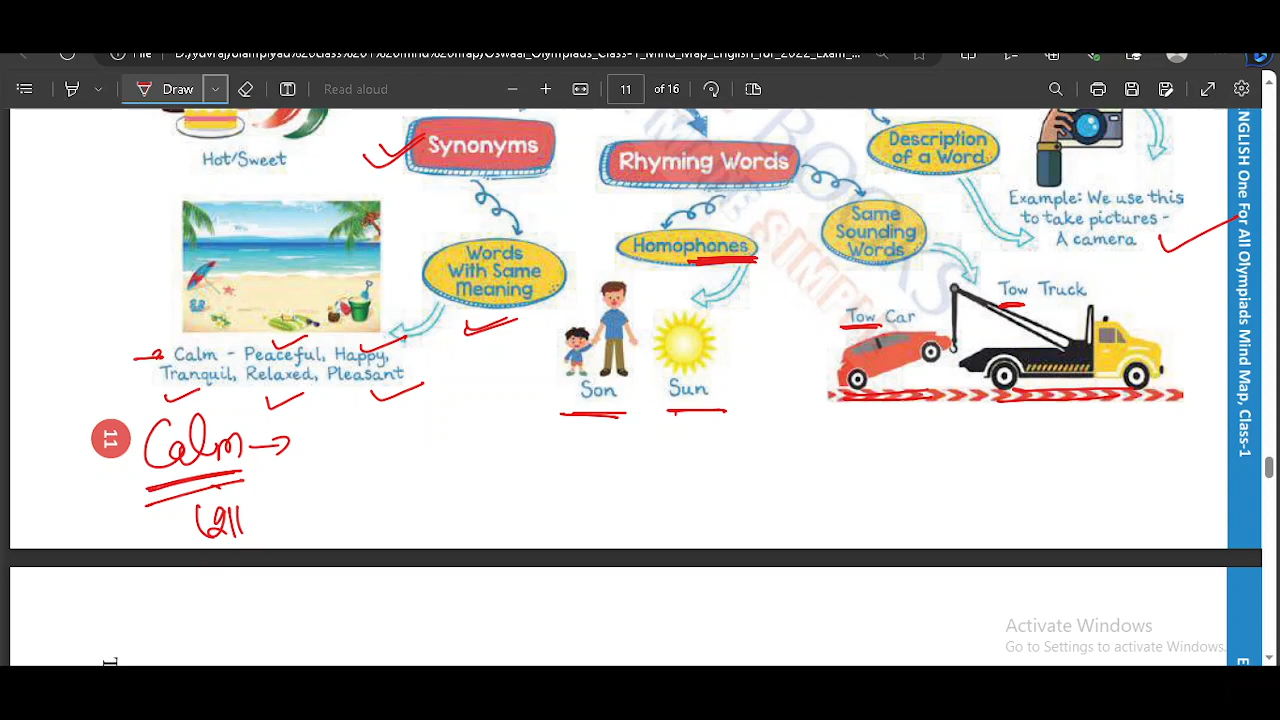 Draw
Read aloud
11 of 16
Hot/Sweet
Synonyms
Words
With Same
Meaning
Calm - Peaceful, Happy,
Tranquil, Relaxed, Pleasant
Rhyming Words
Homophones
Son
Sun
Same
Sounding
Words
Tow Car
Tow Truck
Description
of a Word
Example: We use this
to take pictures -
A camera
11
Calm →
BOOKS
NGLISH One For All Olympiads Mind Map, Class-1
Activate Windows
Go to Settings to activate Windows.